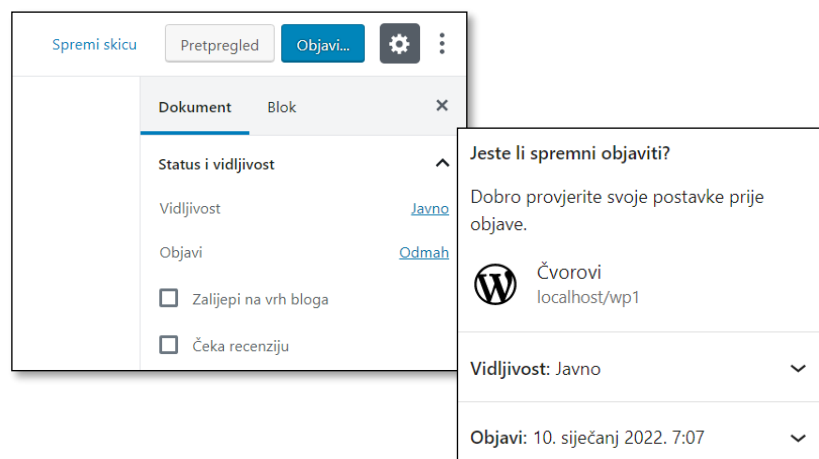 Spremi skicu
Pretpregled
Objavi...
Dokument
Blok
Status i vidljivost
Vidljivost
Javno
Objavi
Odmah
Zalijepi na vrh bloga
Čeka recenziju
Jeste li spremni objaviti?
Dobro provjerite svoje postavke prije
objave.
Čvorovi
localhost/wp1
Vidljivost: Javno
Objavi: 10. siječanj 2022. 7:07